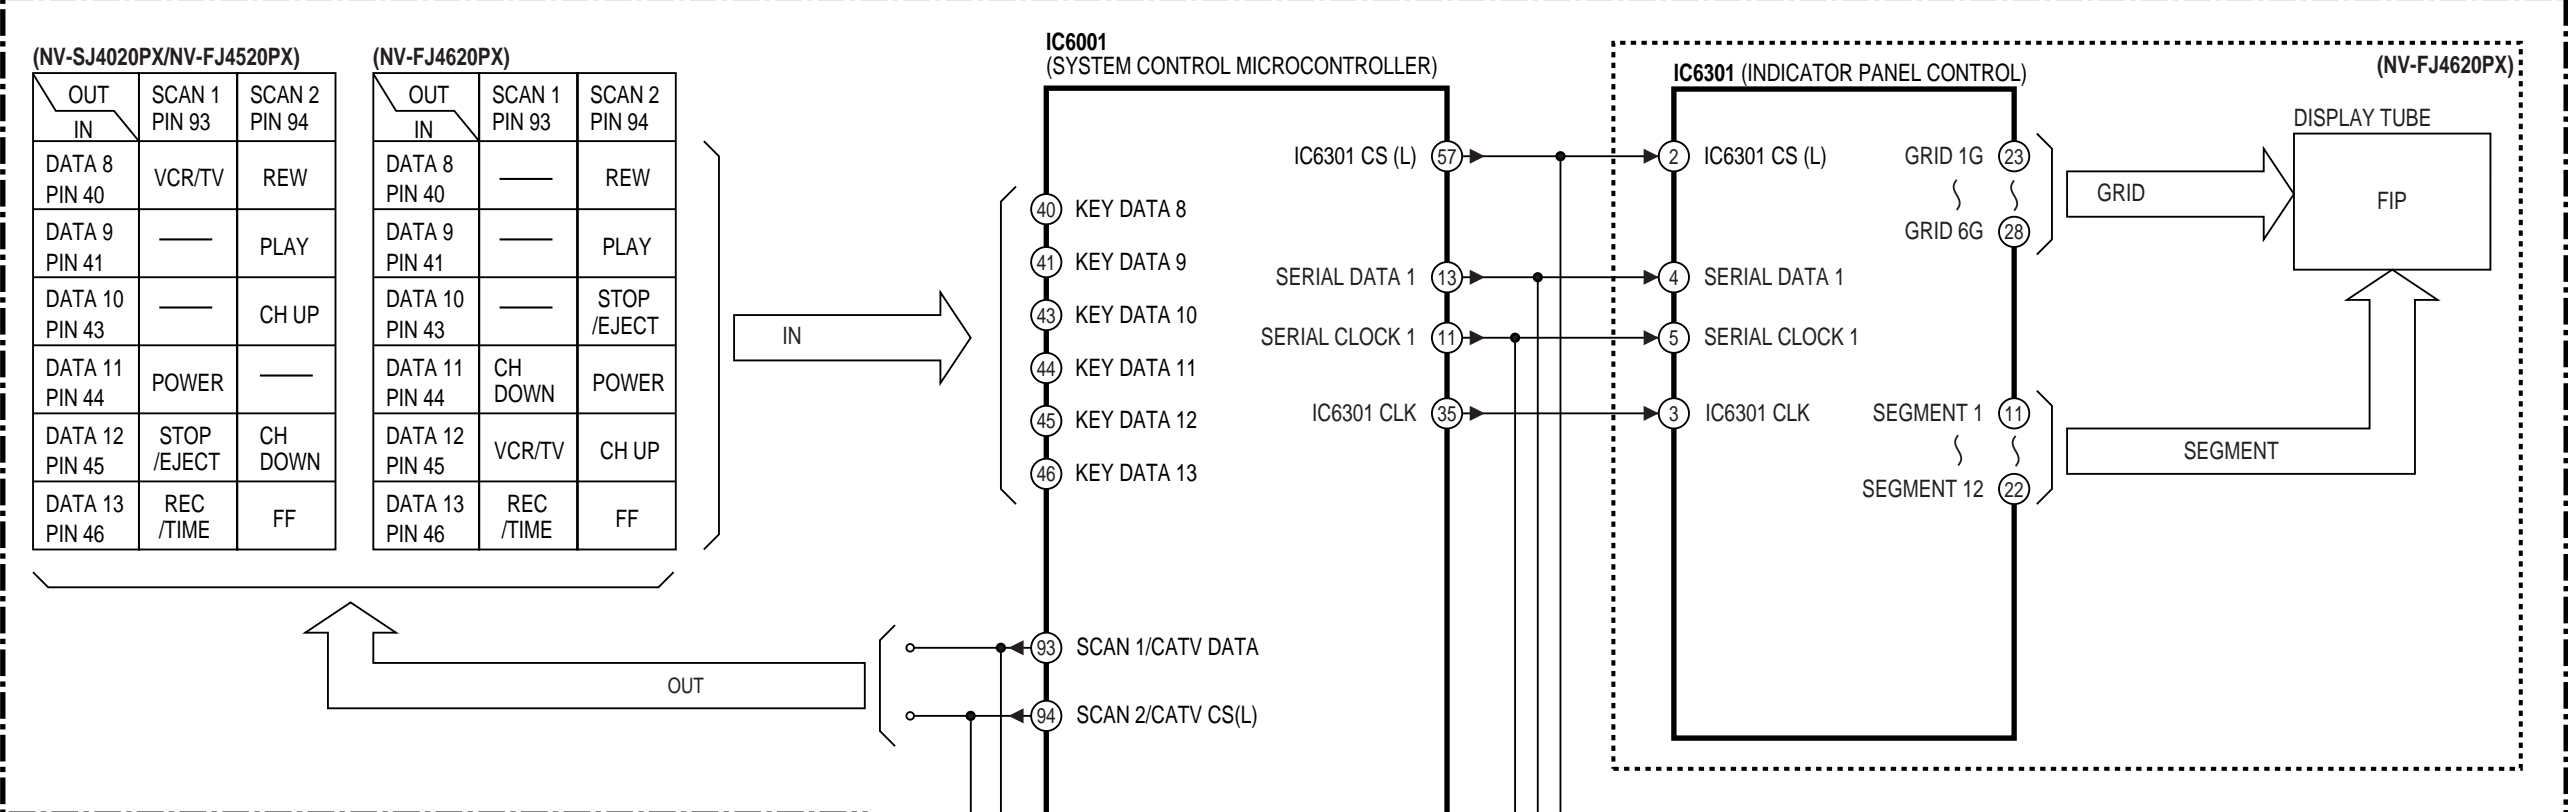 (NV-SJ4020PX/NV-FJ4520PX)
OUT
IN
SCAN 1
PIN 93
SCAN 2
PIN 94
DATA 8
PIN 40
VCR/TV
REW
DATA 9
PIN 41
PLAY
DATA 10
PIN 43
CH UP
DATA 11
PIN 44
POWER
DATA 12
PIN 45
STOP
/EJECT
CH
DOWN
DATA 13
PIN 46
REC
/TIME
FF
(NV-FJ4620PX)
OUT
IN
SCAN 1
PIN 93
SCAN 2
PIN 94
DATA 8
PIN 40
REW
DATA 9
PIN 41
PLAY
DATA 10
PIN 43
STOP
/EJECT
DATA 11
PIN 44
CH
DOWN
POWER
DATA 12
PIN 45
VCR/TV
CH UP
DATA 13
PIN 46
REC
/TIME
FF
IN
OUT
IC6001
(SYSTEM CONTROL MICROCONTROLLER)
40 KEY DATA 8
41 KEY DATA 9
43 KEY DATA 10
44 KEY DATA 11
45 KEY DATA 12
46 KEY DATA 13
93 SCAN 1/CATV DATA
94 SCAN 2/CATV CS(L)
IC6301 CS (L) 57
SERIAL DATA 1 13
SERIAL CLOCK 1 11
IC6301 CLK 35
(NV-FJ4620PX)
IC6301 (INDICATOR PANEL CONTROL)
2 IC6301 CS (L)
4 SERIAL DATA 1
5 SERIAL CLOCK 1
3 IC6301 CLK
GRID 1G 23
GRID 6G 28
SEGMENT 1 11
SEGMENT 12 22
GRID
SEGMENT
DISPLAY TUBE
FIP